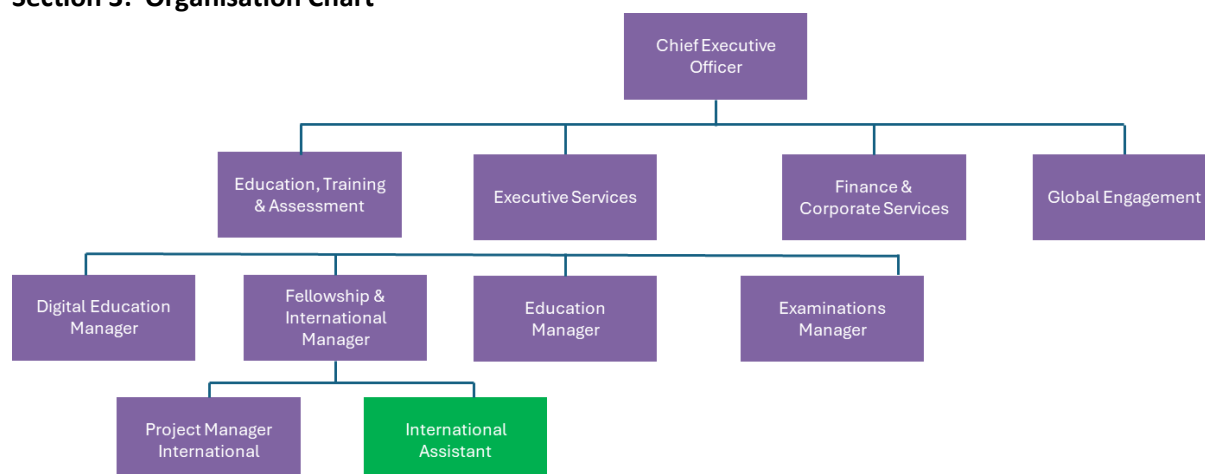 Section 3: Organisation Chart
Chief Executive
Officer
Education, Training
& Assessment
Executive Services
Finance &
Corporate Services
Global Engagement
Digital Education
Manager
Fellowship &
International
Manager
Education
Manager
Examinations
Manager
Project Manager
International
International
Assistant